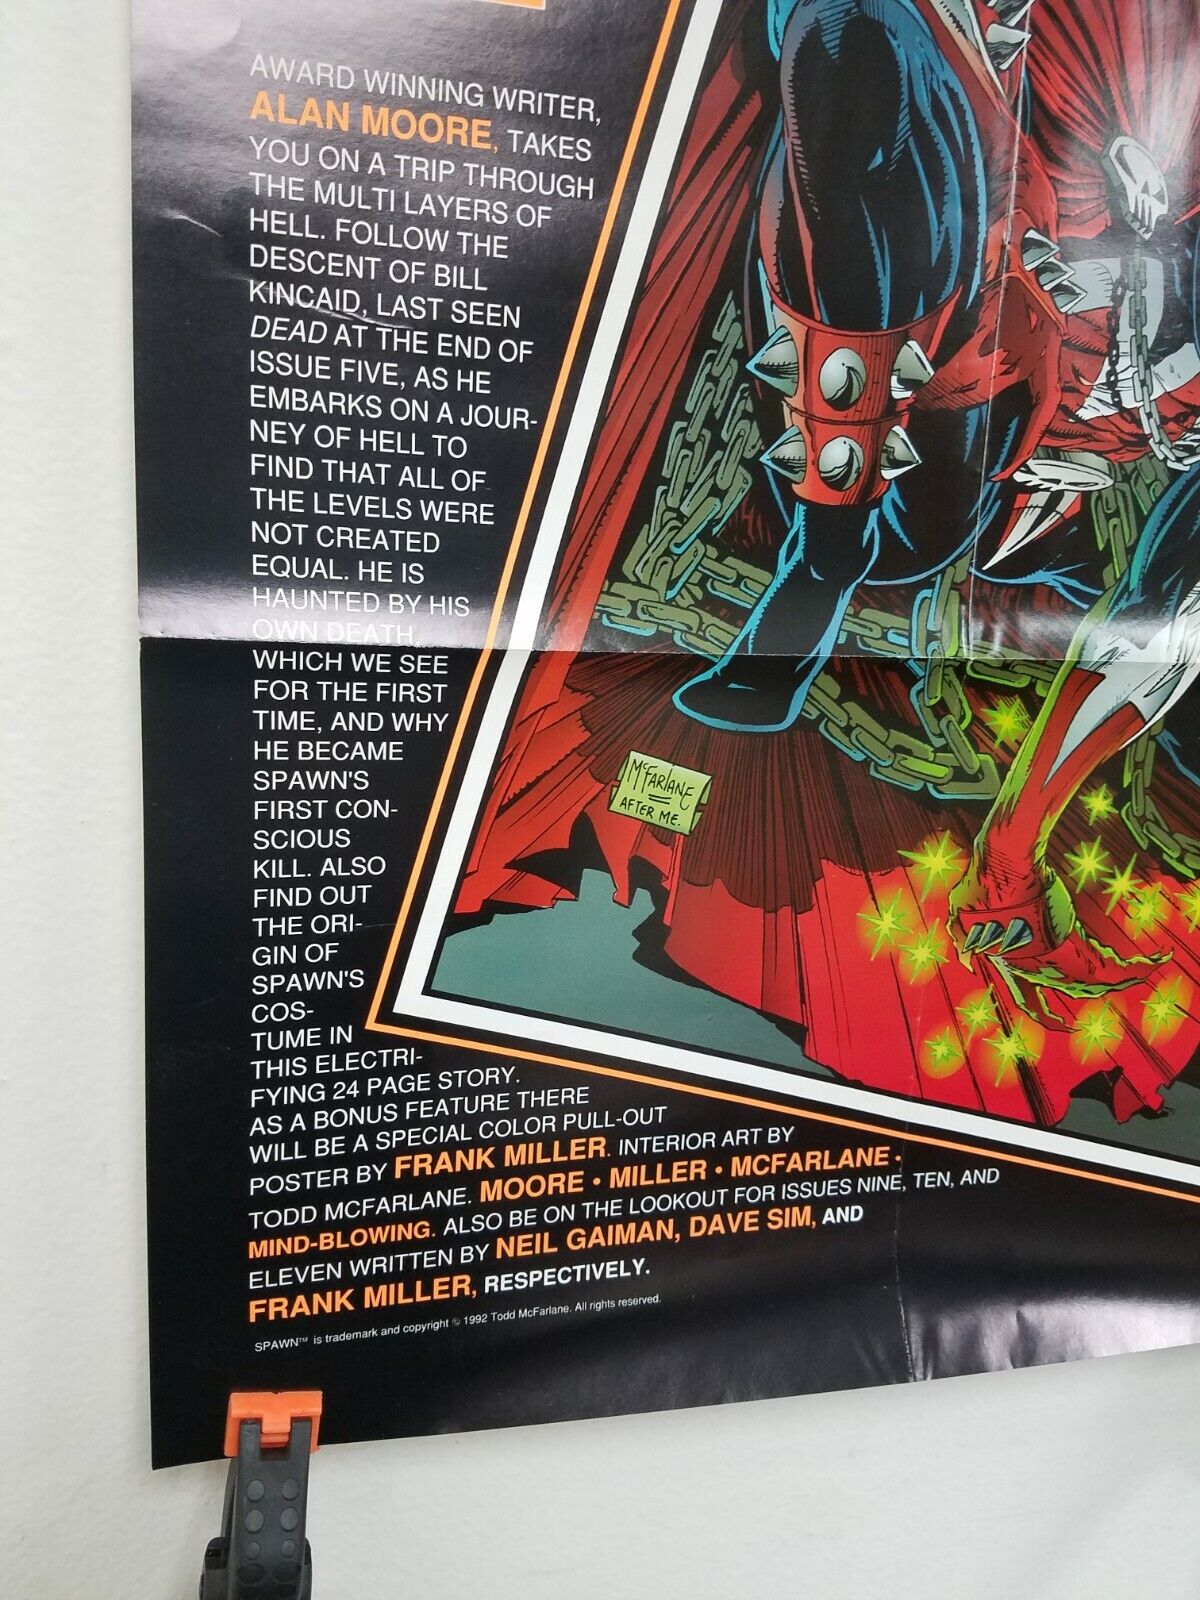 AWARD WINNING WRITER,
ALAN MOORE, TAKES
YOU ON A TRIP THROUGH
THE MULTI LAYERS OF
HELL. FOLLOW THE
DESCENT OF BILL
KINCAID, LAST SEEN
DEAD AT THE END OF
ISSUE FIVE, AS HE
EMBARKS ON A JOUR-
NEY OF HELL TO
FIND THAT ALL OF
THE LEVELS WERE
NOT CREATED
EQUAL. HE IS
HAUNTED BY HIS
OWN DEATH,
WHICH WE SEE
FOR THE FIRST
TIME, AND WHY
HE BECAME
SPAWN'S
FIRST CON-
SCIOUS
KILL. ALSO
FIND OUT
THE ORI-
GIN OF
SPAWN'S
COS-
TUME IN
THIS ELECTRI-
FYING 24 PAGE STORY.
AS A BONUS FEATURE THERE
WILL BE A SPECIAL COLOR PULL-OUT
POSTER BY FRANK MILLER. INTERIOR ART BY
TODD MCFARLANE. MOORE • MILLER • MCFARLANE •
MIND-BLOWING. ALSO BE ON THE LOOKOUT FOR ISSUES NINE, TEN, AND
ELEVEN WRITTEN BY NEIL GAIMAN, DAVE SIM, AND
FRANK MILLER, RESPECTIVELY.
SPAWN™ is trademark and copyright © 1992 Todd McFarlane. All rights reserved.
McFARLANE
AFTER ME.